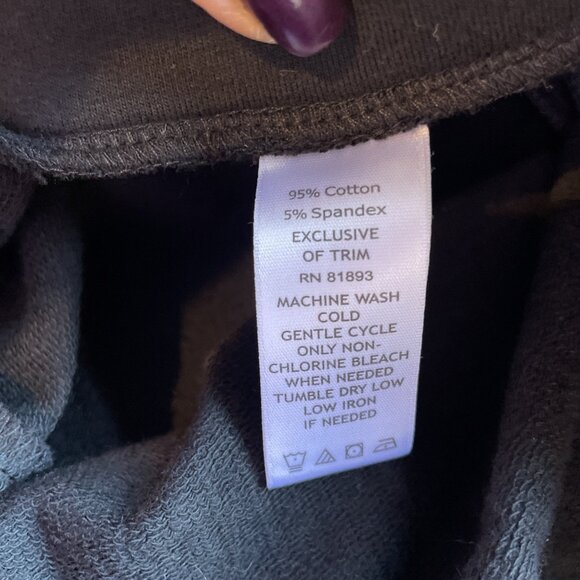 95% Cotton
5% Spandex
EXCLUSIVE
OF TRIM
RN 81893
MACHINE WASH
COLD
GENTLE CYCLE
ONLY NON-
CHLORINE BLEACH
WHEN NEEDED
TUMBLE DRY LOW
LOW IRON
IF NEEDED